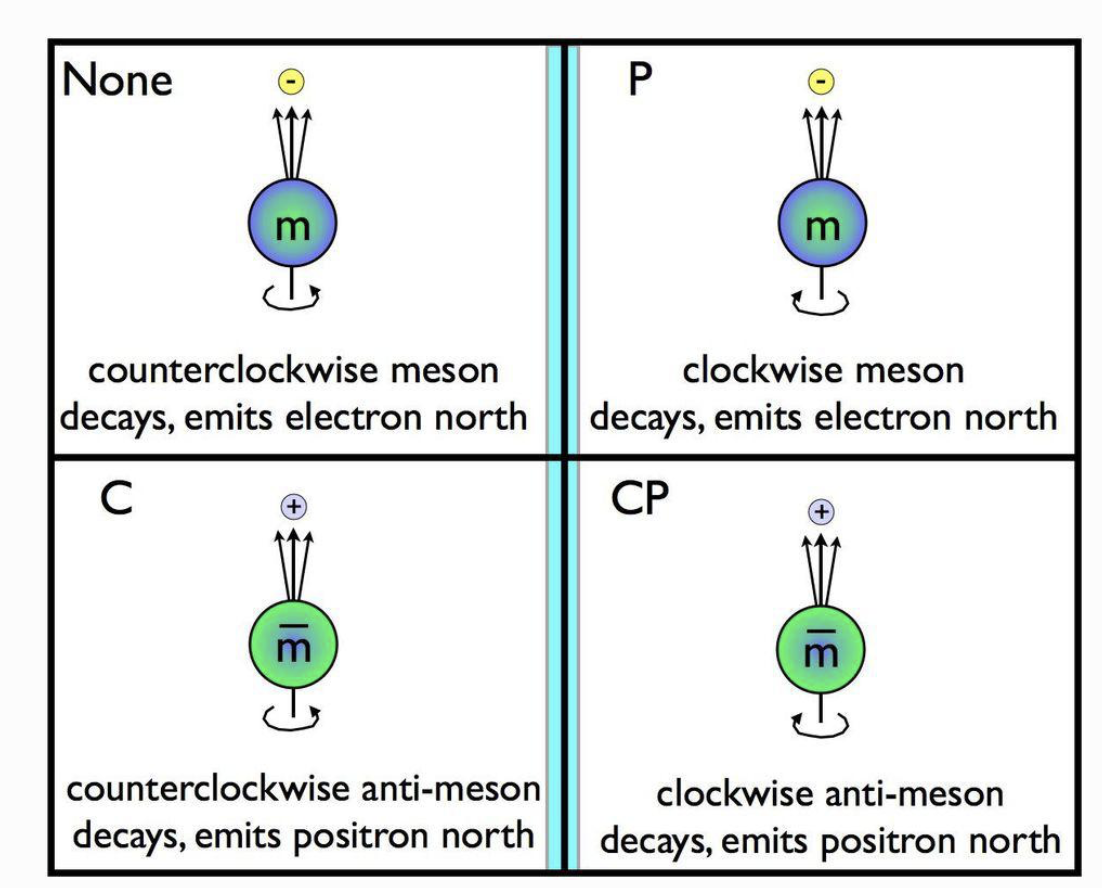 None
-
m
counterclockwise meson
decays, emits electron north
P
-
m
clockwise meson
decays, emits electron north
C
+
m̅
counterclockwise anti-meson
decays, emits positron north
CP
+
m̅
clockwise anti-meson
decays, emits positron north